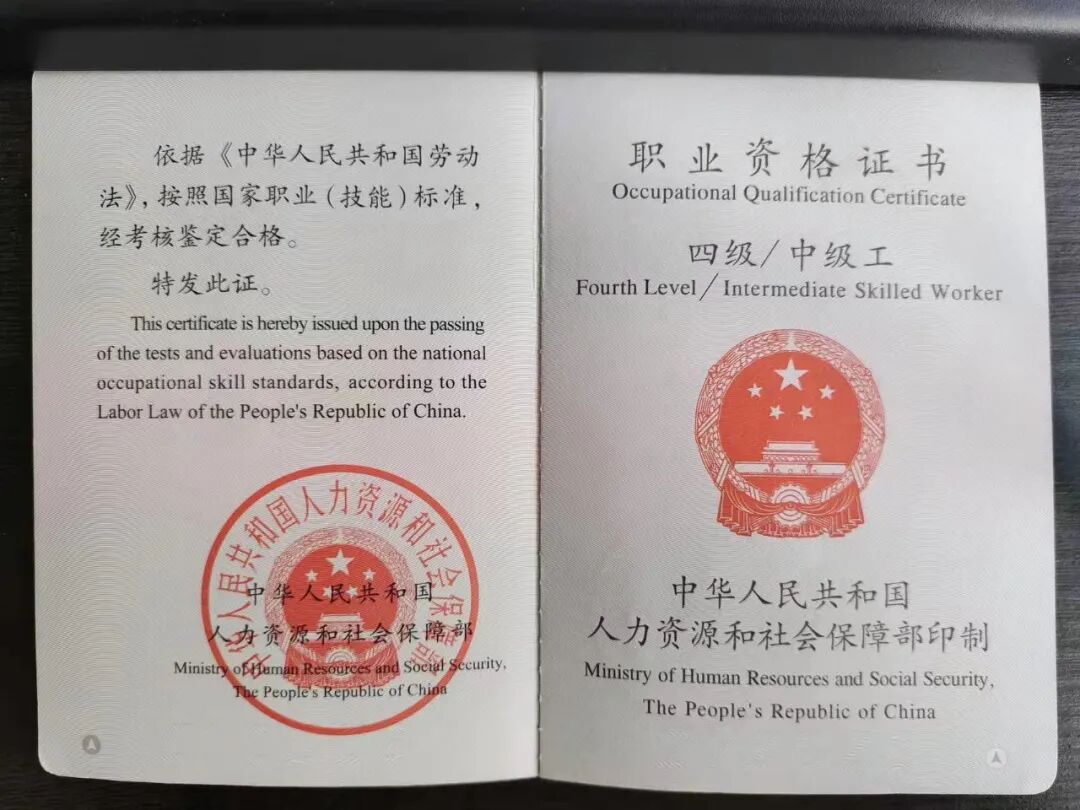 依据《中华人民共和国劳动
法》，按照国家职业（技能）标准，
经考核鉴定合格。
特发此证。
This certificate is hereby issued upon the passing
of the tests and evaluations based on the national
occupational skill standards, according to the
Labor Law of the People's Republic of China.
中华人民共和国人力资源和社会保障部
中华人民共和国
人力资源和社会保障部
Ministry of Human Resources and Social Security,
The People's Republic of China
职业资格证书
Occupational Qualification Certificate
四级/中级工
Fourth Level/Intermediate Skilled Worker
中华人民共和国
人力资源和社会保障部印制
Ministry of Human Resources and Social Security,
The People's Republic of China